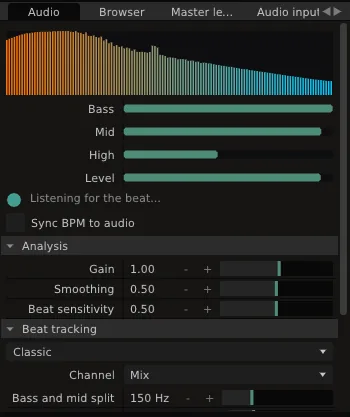 Audio Browser Master le... Audio input
Bass
Mid
High
Level
Listening for the beat...
Sync BPM to audio
Analysis
Gain 1.00 - +
Smoothing 0.50 - +
Beat sensitivity 0.50 - +
Beat tracking
Classic
Channel Mix
Bass and mid split 150 Hz - +